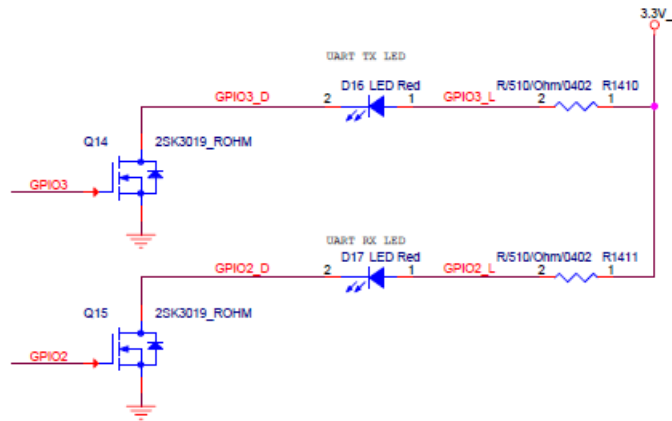 3.3V_
UART TX LED
GPIO3_D 2 D16 LED Red 1 GPIO3_L R/510/Ohm/0402 2 R1410 1
Q14 2SK3019_ROHM
GPIO3
UART RX LED
GPIO2_D 2 D17 LED Red 1 GPIO2_L R/510/Ohm/0402 2 R1411 1
Q15 2SK3019_ROHM
GPIO2